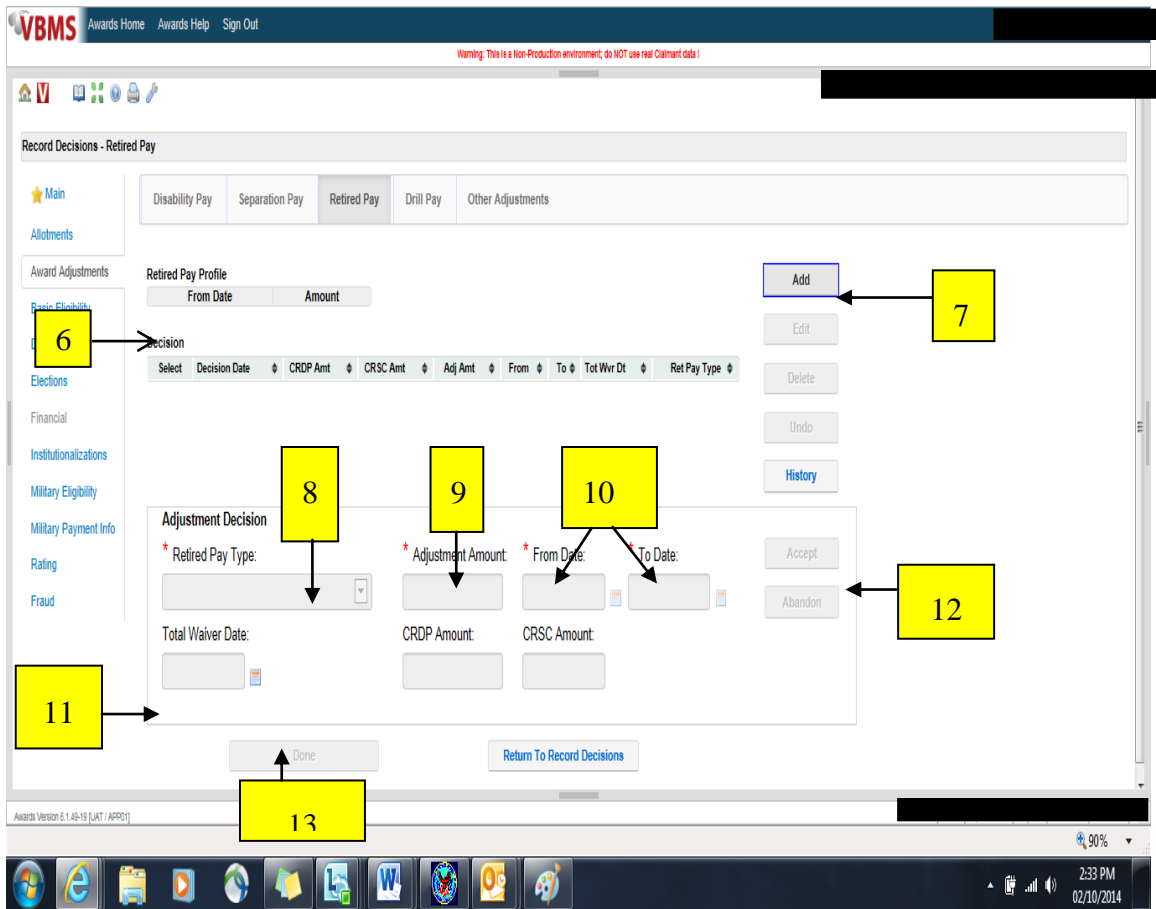 VBMS Awards Home Awards Help Sign Out
Warning: This is a Non-Production environment; do NOT use real Claimant data !
Record Decisions - Retired Pay
Main
Allotments
Award Adjustments
Basic Eligibility
Elections
Financial
Institutionalizations
Military Eligibility
Military Payment Info
Rating
Fraud
Disability Pay Separation Pay Retired Pay Drill Pay Other Adjustments
Retired Pay Profile
From Date Amount
6
Decision
Select Decision Date CRDP Amt CRSC Amt Adj Amt From To Tot Wvr Dt Ret Pay Type
Add
7
Edit
Delete
Undo
History
8
9
10
Adjustment Decision
* Retired Pay Type: * Adjustment Amount: * From Date: * To Date:
Accept
Abandon
12
Total Waiver Date: CRDP Amount: CRSC Amount:
11
Done Return To Record Decisions
13
Awards Version 6.1.49-19 [UAT / APP01]
90%
2:33 PM
02/10/2014